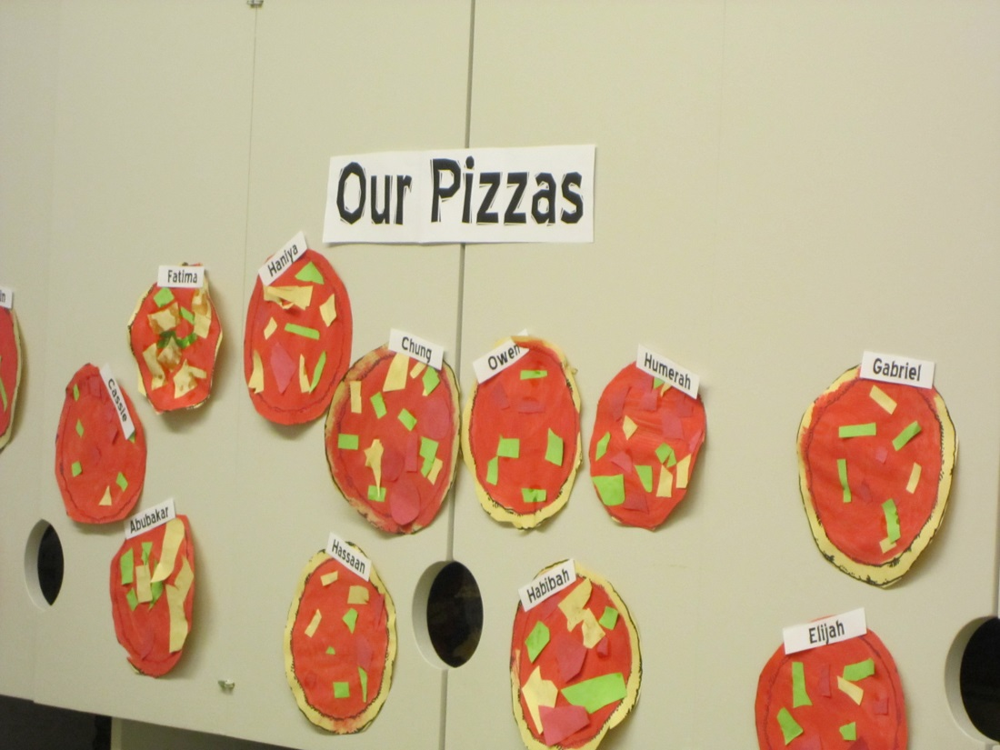 Our Pizzas
Fatima
Haniya
Cassie
Chung
Owen
Humerah
Gabriel
Abubakar
Hassaan
Habibah
Elijah